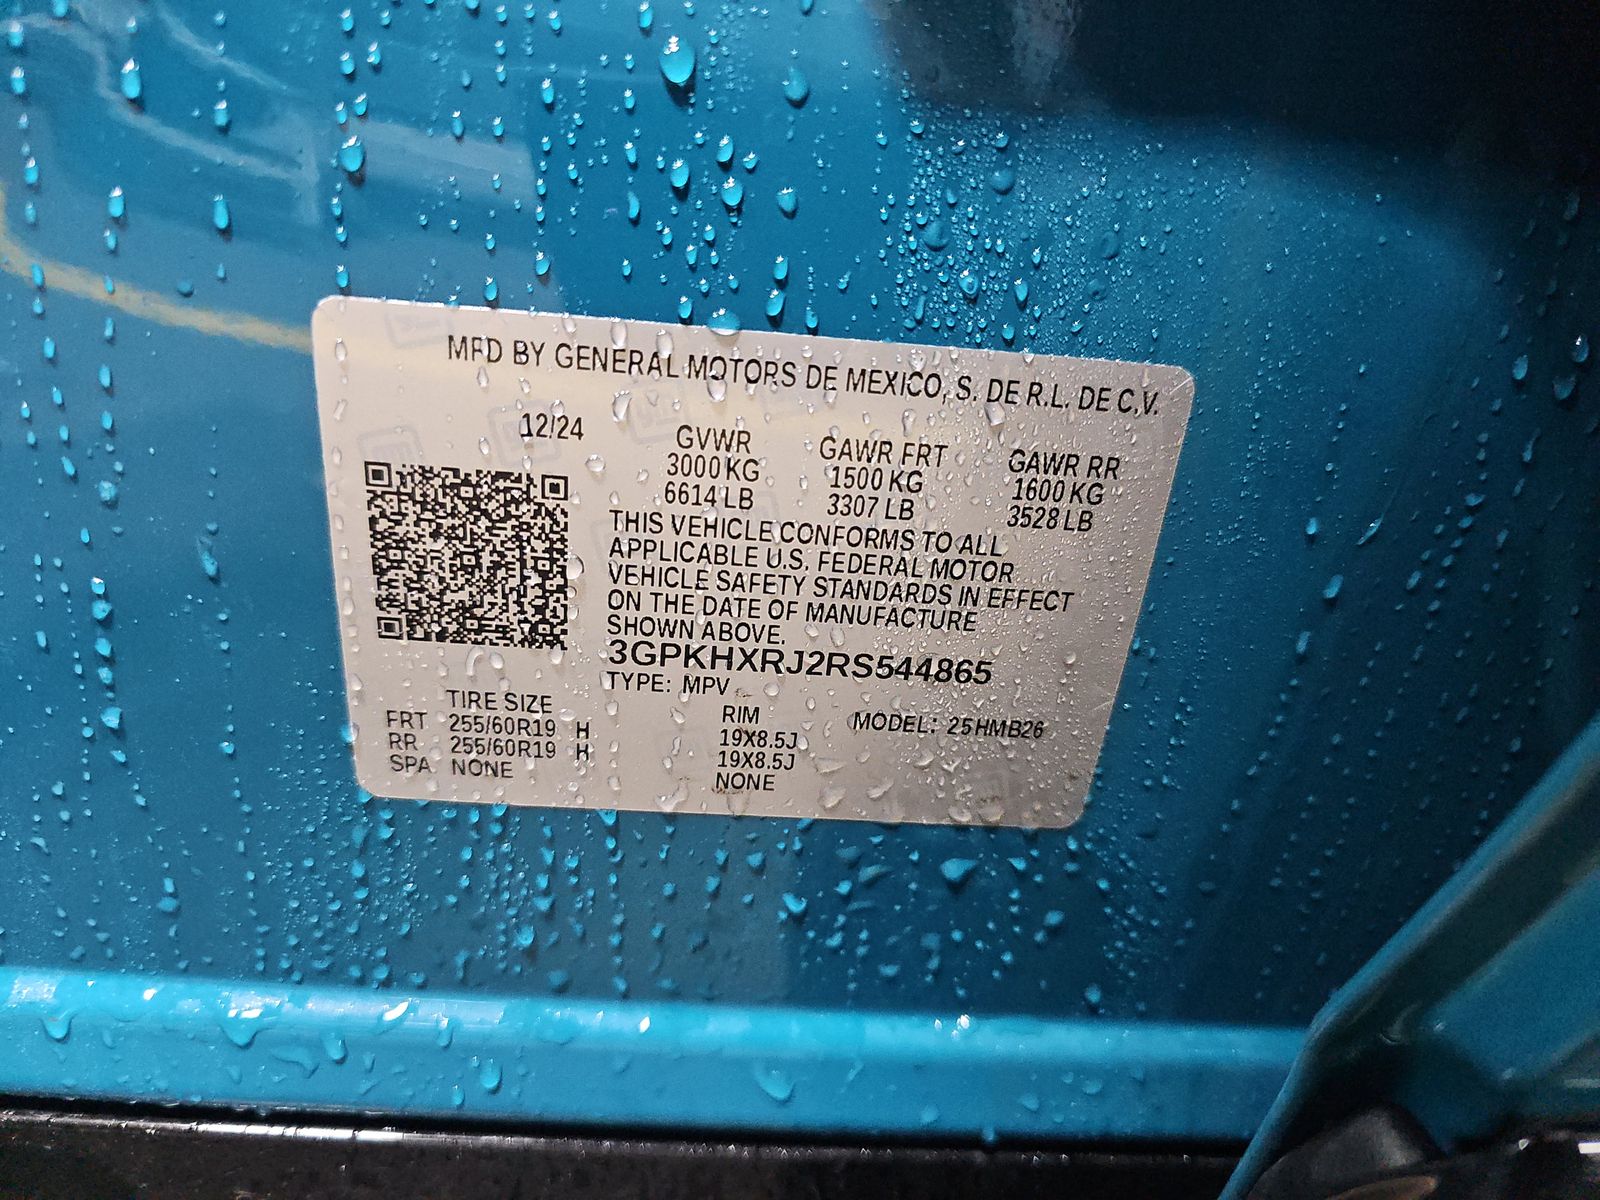 MFD BY GENERAL MOTORS DE MEXICO, S. DE R.L. DE C.V.
12/24
GVWR GAWR FRT GAWR RR
3000 KG 1500 KG 1600 KG
6614 LB 3307 LB 3528 LB
THIS VEHICLE CONFORMS TO ALL
APPLICABLE U.S. FEDERAL MOTOR
VEHICLE SAFETY STANDARDS IN EFFECT
ON THE DATE OF MANUFACTURE
SHOWN ABOVE.
3GPKHXRJ2RS544865
TYPE: MPV
TIRE SIZE RIM MODEL: 25HMB26
FRT 255/60R19 H 19X8.5J
RR 255/60R19 H 19X8.5J
SPA NONE NONE